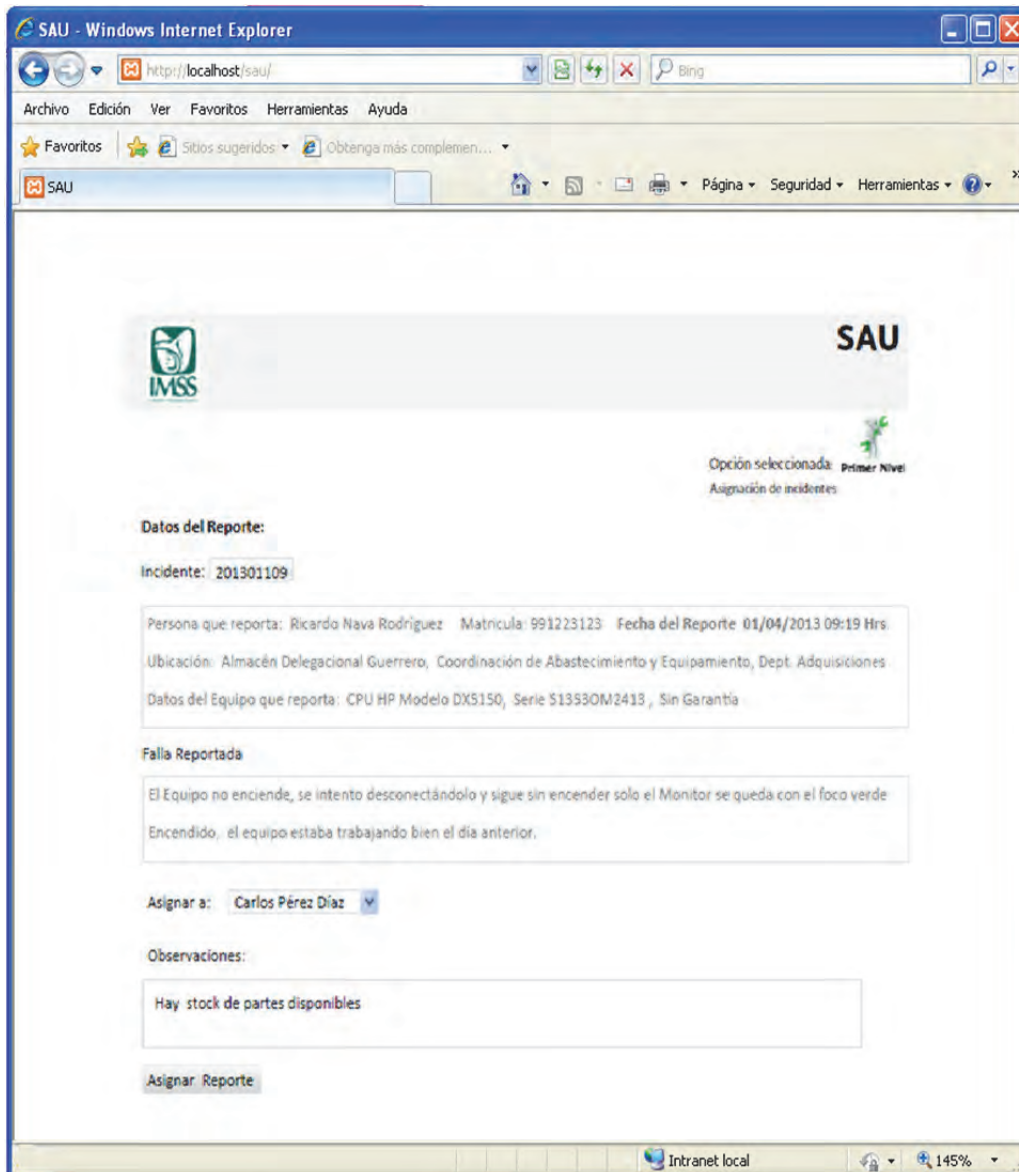 SAU - Windows Internet Explorer
http://localhost/sau/
Bing
Archivo Edición Ver Favoritos Herramientas Ayuda
Favoritos Sitios sugeridos Obtenga más complemen...
SAU Página Seguridad Herramientas
SAU
IMSS
Opción seleccionada: Primer Nivel
Asignación de incidentes
Datos del Reporte:
Incidente: 201301109
Persona que reporta: Ricardo Nava Rodríguez Matricula: 991223123 Fecha del Reporte 01/04/2013 09:19 Hrs
Ubicación: Almacén Delegacional Guerrero, Coordinación de Abastecimiento y Equipamiento, Dept. Adquisiciones
Datos del Equipo que reporta: CPU HP Modelo DX5150, Serie S1353OM2413 , Sin Garantía
Falla Reportada
El Equipo no enciende, se intento desconectándolo y sigue sin encender solo el Monitor se queda con el foco verde
Encendido, el equipo estaba trabajando bien el día anterior.
Asignar a: Carlos Pérez Díaz
Observaciones:
Hay stock de partes disponibles
Asignar Reporte
Intranet local 145%